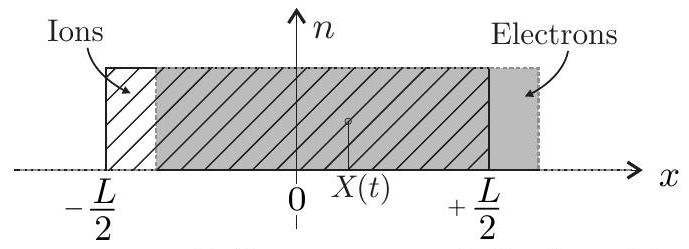 Ions
n
Electrons
x
-L/2
0
X(t)
+L/2